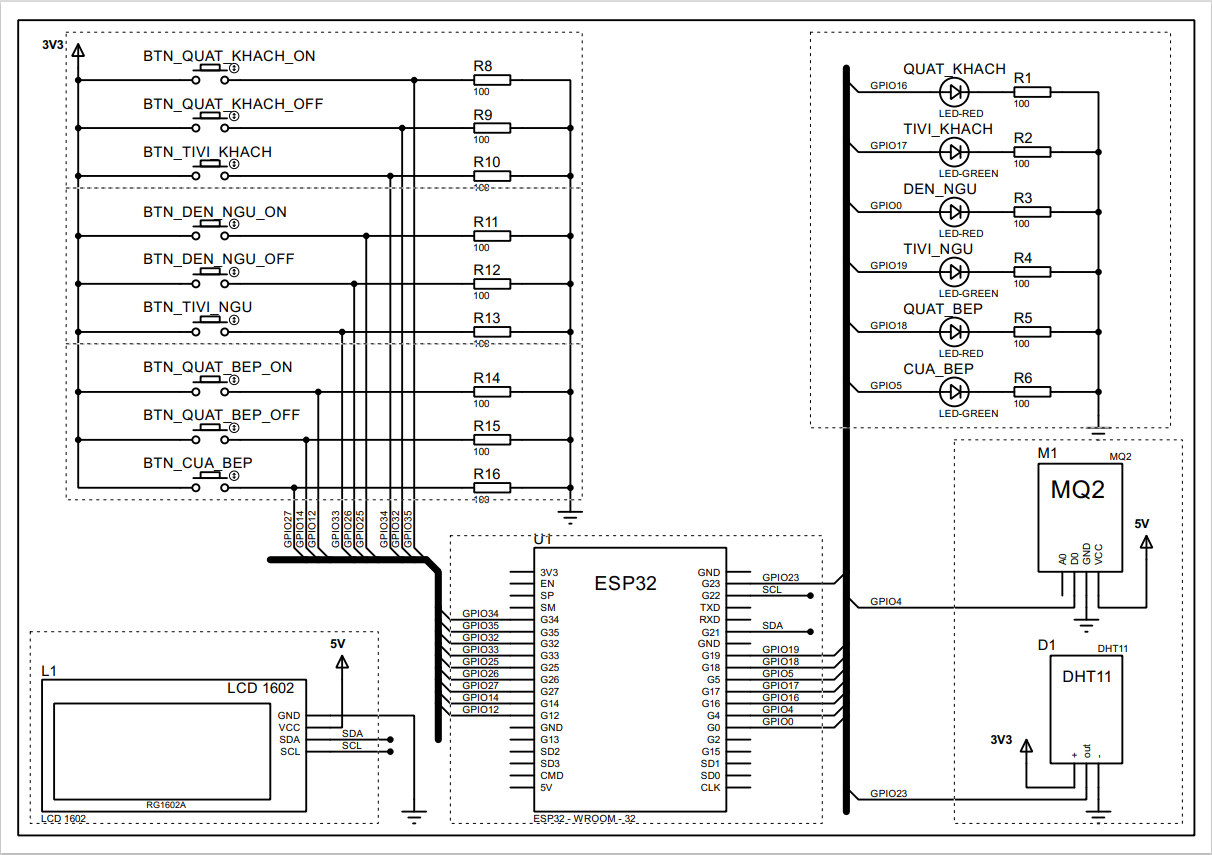 3V3
BTN_QUAT_KHACH_ON
R8
100
BTN_QUAT_KHACH_OFF
R9
100
BTN_TIVI_KHACH
R10
100
BTN_DEN_NGU_ON
R11
100
BTN_DEN_NGU_OFF
R12
100
BTN_TIVI_NGU
R13
100
BTN_QUAT_BEP_ON
R14
100
BTN_QUAT_BEP_OFF
R15
100
BTN_CUA_BEP
R16
100
GPIO27
GPIO14
GPIO12
GPIO33
GPIO26
GPIO25
GPIO34
GPIO32
GPIO35
GPIO16
QUAT_KHACH
LED-RED
R1
100
GPIO17
TIVI_KHACH
LED-GREEN
R2
100
GPIO0
DEN_NGU
LED-RED
R3
100
GPIO19
TIVI_NGU
LED-GREEN
R4
100
GPIO18
QUAT_BEP
LED-RED
R5
100
GPIO5
CUA_BEP
LED-GREEN
R6
100
U1
ESP32
GPIO34
GPIO35
GPIO32
GPIO33
GPIO25
GPIO26
GPIO27
GPIO14
GPIO12
3V3
EN
SP
SM
G34
G35
G32
G33
G25
G26
G27
G14
G12
GND
G13
SD2
SD3
CMD
5V
GND
G23
G22
TXD
RXD
G21
GND
G19
G18
G5
G17
G16
G4
G0
G2
G15
SD1
SD0
CLK
GPIO23
SCL
SDA
GPIO19
GPIO18
GPIO5
GPIO17
GPIO16
GPIO4
GPIO0
ESP32 - WROOM - 32
L1
LCD 1602
5V
GND
VCC
SDA
SCL
SDA
SCL
RG1602A
LCD 1602
M1
MQ2
MQ2
A0
D0
GND
VCC
5V
GPIO4
D1
DHT11
DHT11
3V3
+
out
-
GPIO23